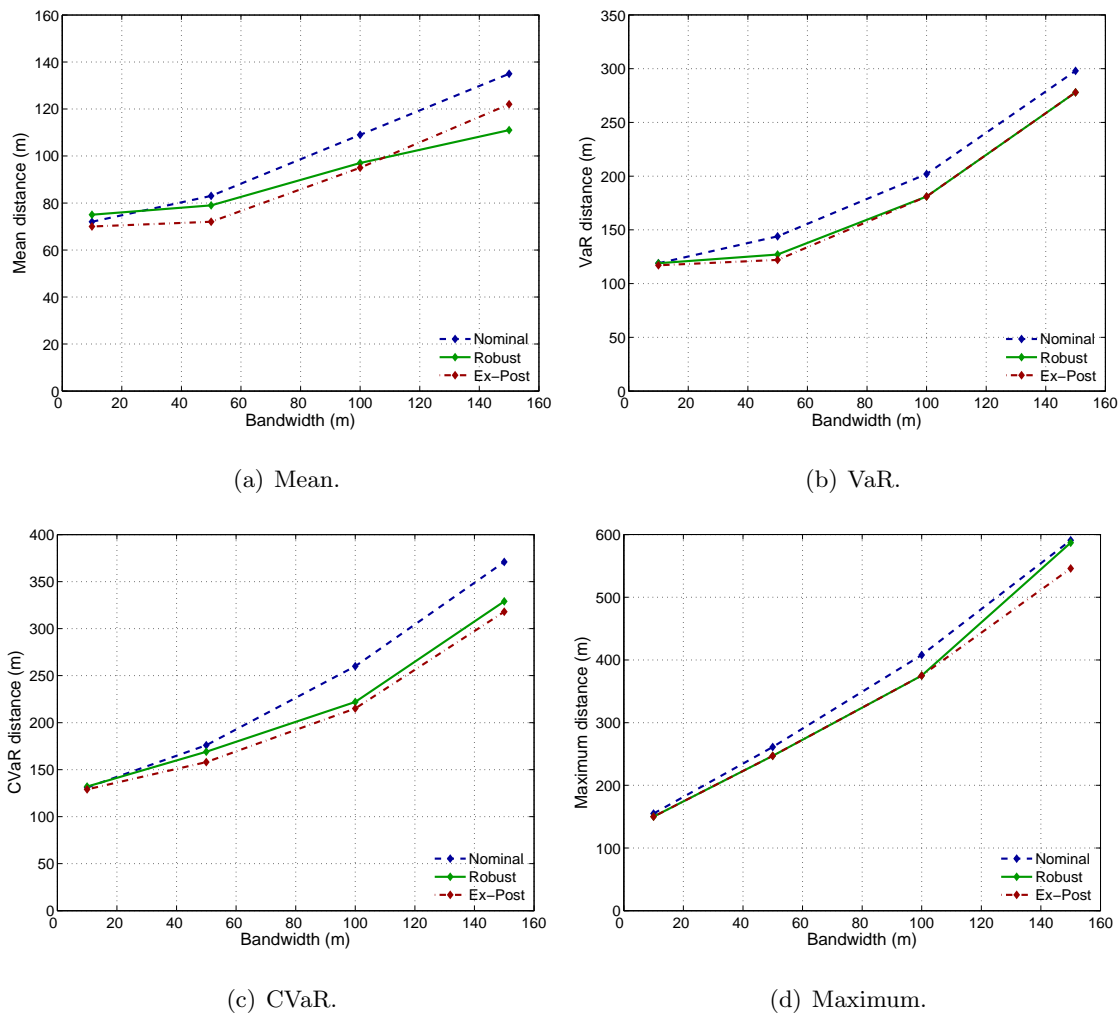 160
140
120
100
80
60
40
20
0
Mean distance (m)
0 20 40 60 80 100 120 140 160
Bandwidth (m)
Nominal
Robust
Ex−Post
(a) Mean.
350
300
250
200
150
100
50
0
VaR distance (m)
0 20 40 60 80 100 120 140 160
Bandwidth (m)
Nominal
Robust
Ex−Post
(b) VaR.
400
350
300
250
200
150
100
50
0
CVaR distance (m)
0 20 40 60 80 100 120 140 160
Bandwidth (m)
Nominal
Robust
Ex−Post
(c) CVaR.
600
500
400
300
200
100
0
Maximum distance (m)
0 20 40 60 80 100 120 140 160
Bandwidth (m)
Nominal
Robust
Ex−Post
(d) Maximum.